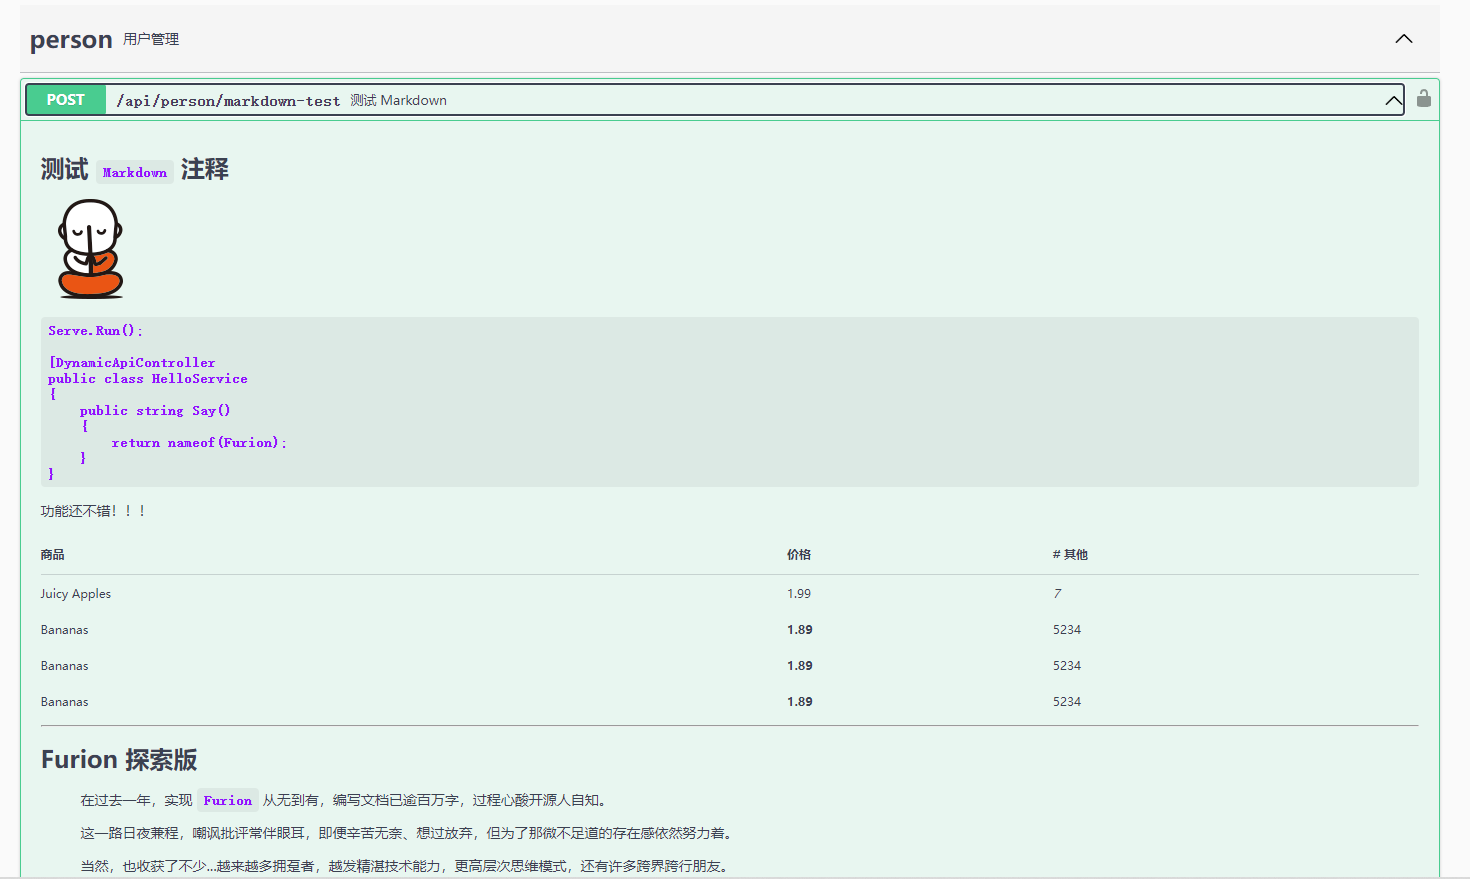 person 用户管理
POST /api/person/markdown-test 测试 Markdown
测试 Markdown 注释
Serve.Run();
[DynamicApiController
public class HelloService
{
    public string Say()
    {
        return nameof(Furion);
    }
}
功能还不错！！！
商品 价格 # 其他
Juicy Apples 1.99 7
Bananas 1.89 5234
Bananas 1.89 5234
Bananas 1.89 5234
Furion 探索版
在过去一年，实现 Furion 从无到有，编写文档已逾百万字，过程心酸开源人自知。
这一路日夜兼程，嘲讽批评常伴眼耳，即便辛苦无奈、想过放弃，但为了那微不足道的存在感依然努力着。
当然，也收获了不少...越来越多拥趸者，越发精湛技术能力，更高层次思维模式，还有许多跨界跨行朋友。